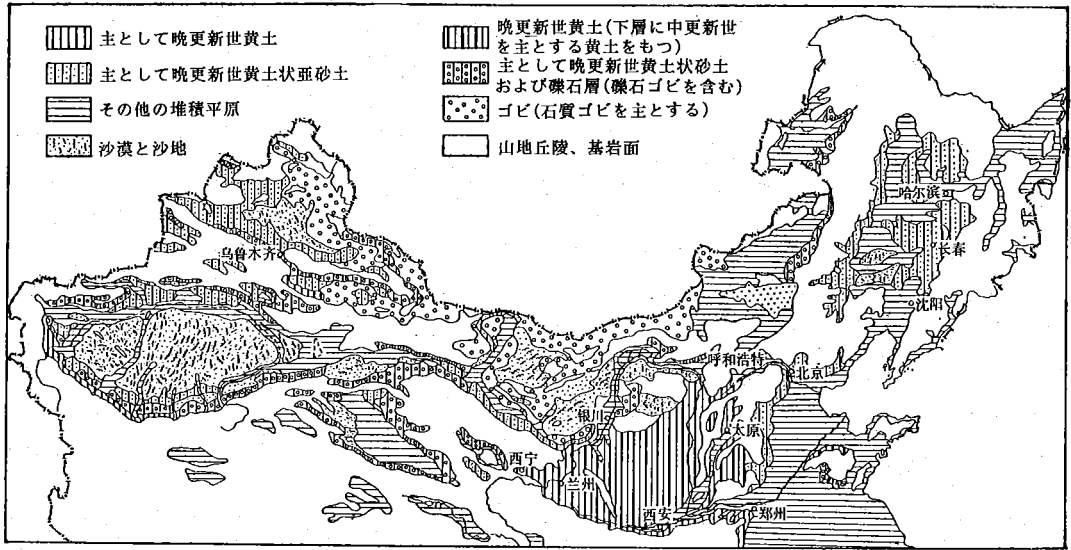 主として晩更新世黄土
主として晩更新世黄土状亜砂土
その他の堆積平原
沙漠と沙地
晩更新世黄土(下層に中更新世
を主とする黄土をもつ)
主として晩更新世黄土状砂土
および礫石層(礫石ゴビを含む)
ゴビ(石質ゴビを主とする)
山地丘陵、基岩面
哈尔滨
长春
乌鲁木齐
沈阳
呼和浩特
北京
银川
太原
西宁
兰州
西安
郑州